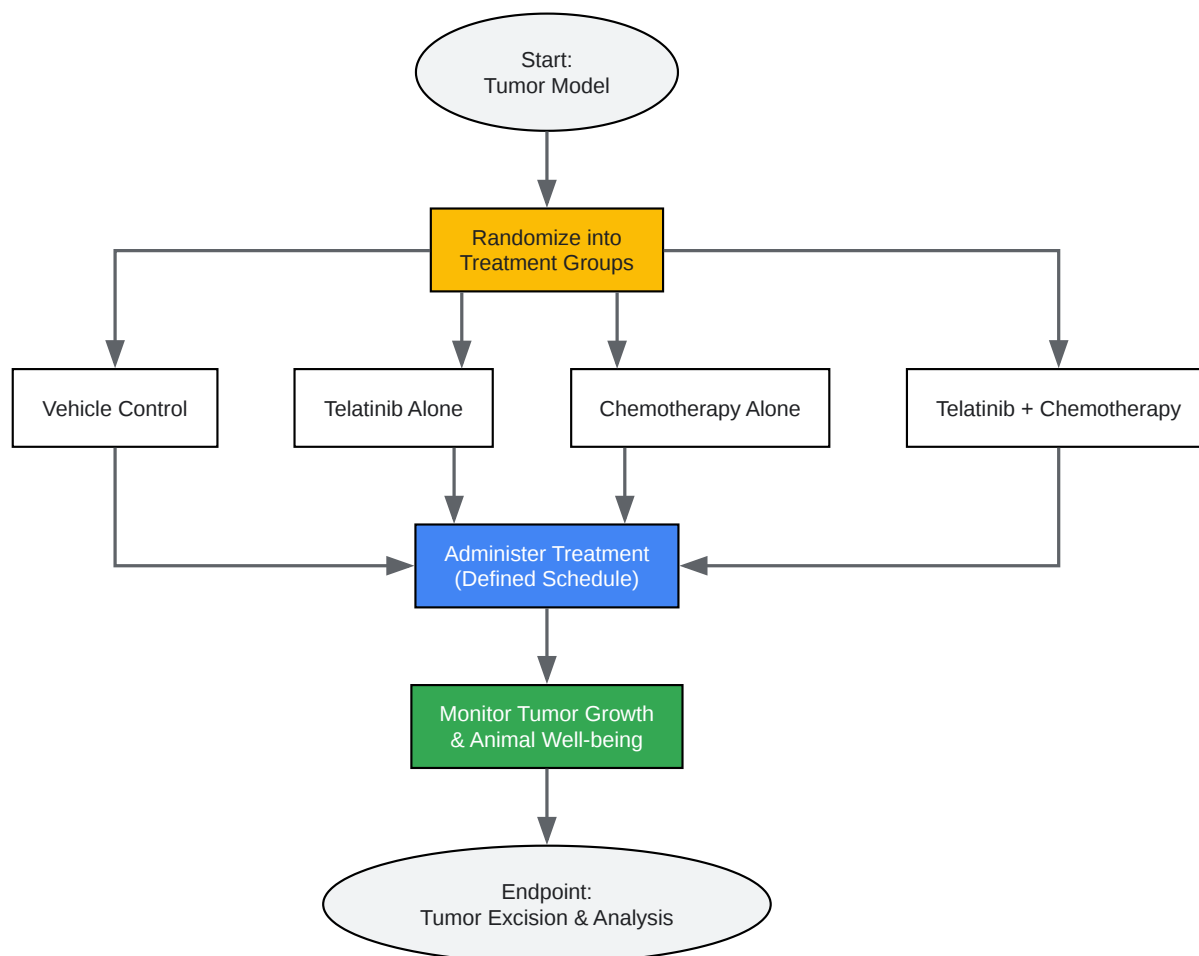 Start:
Tumor Model
Randomize into
Treatment Groups
Vehicle Control
Telatinib Alone
Chemotherapy Alone
Telatinib + Chemotherapy
Administer Treatment
(Defined Schedule)
Monitor Tumor Growth
& Animal Well-being
Endpoint:
Tumor Excision & Analysis